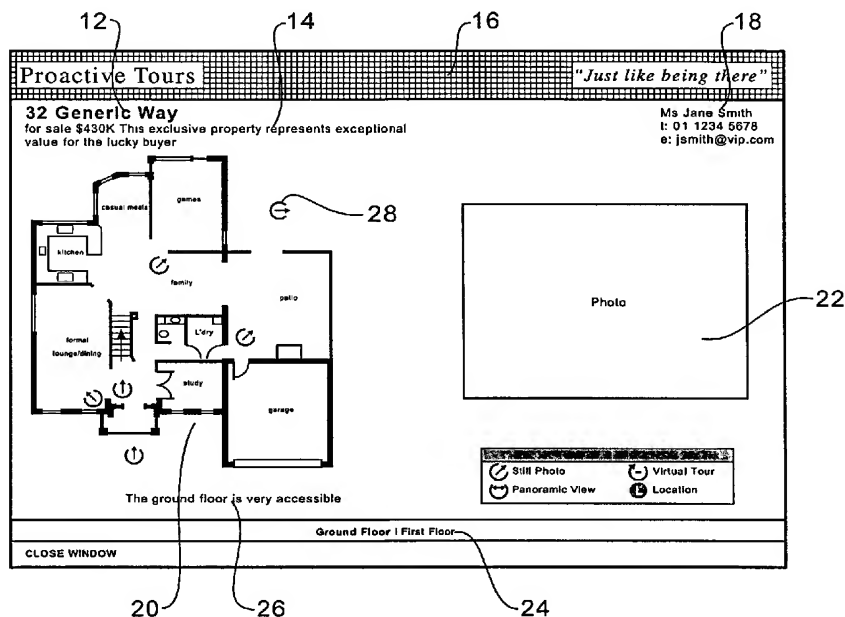 12
14
16
18
Proactive Tours
"Just like being there"
32 Generic Way
for sale $430K This exclusive property represents exceptional
value for the lucky buyer
Ms Jane Smith
t: 01 1234 5678
e: jsmith@vip.com
casual meals
games
28
kitchen
family
patio
Photo
22
formal
lounge/dining
L'dry
study
garage
Still Photo
Virtual Tour
Panoramic View
Location
The ground floor is very accessible
Ground Floor | First Floor
CLOSE WINDOW
20
26
24